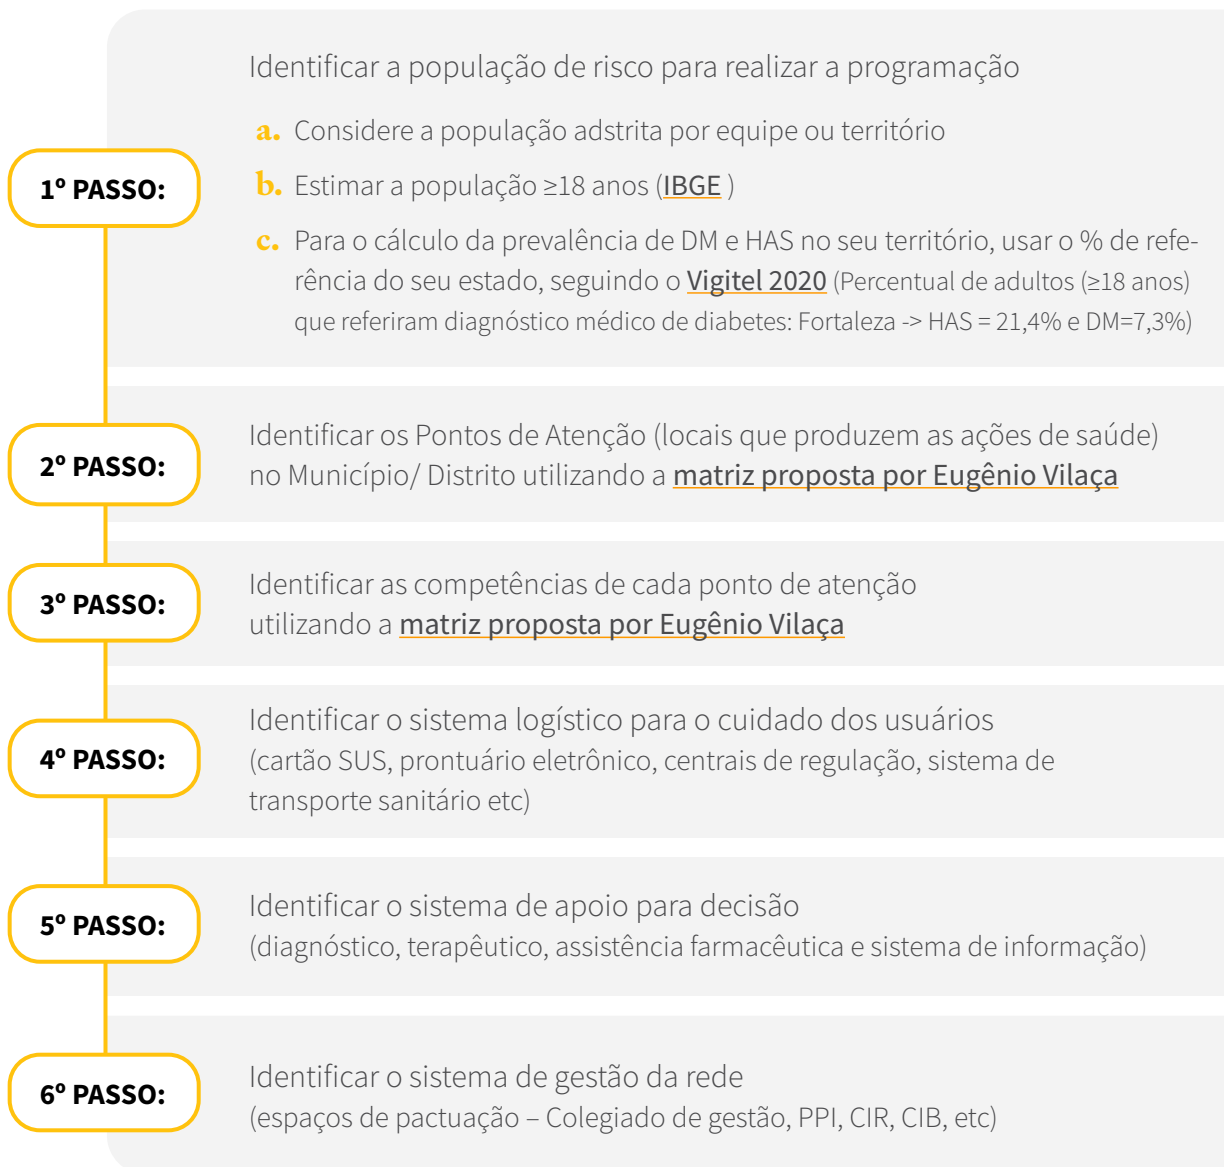 Identificar a população de risco para realizar a programação
a. Considere a população adstrita por equipe ou território
1º PASSO:
b. Estimar a população ≥18 anos (IBGE )
c. Para o cálculo da prevalência de DM e HAS no seu território, usar o % de refe-
rência do seu estado, seguindo o Vigitel 2020 (Percentual de adultos (≥18 anos)
que referiram diagnóstico médico de diabetes: Fortaleza -> HAS = 21,4% e DM=7,3%)
2º PASSO:
Identificar os Pontos de Atenção (locais que produzem as ações de saúde)
no Município/ Distrito utilizando a matriz proposta por Eugênio Vilaça
3º PASSO:
Identificar as competências de cada ponto de atenção
utilizando a matriz proposta por Eugênio Vilaça
4º PASSO:
Identificar o sistema logístico para o cuidado dos usuários
(cartão SUS, prontuário eletrônico, centrais de regulação, sistema de
transporte sanitário etc)
5º PASSO:
Identificar o sistema de apoio para decisão
(diagnóstico, terapêutico, assistência farmacêutica e sistema de informação)
6º PASSO:
Identificar o sistema de gestão da rede
(espaços de pactuação – Colegiado de gestão, PPI, CIR, CIB, etc)